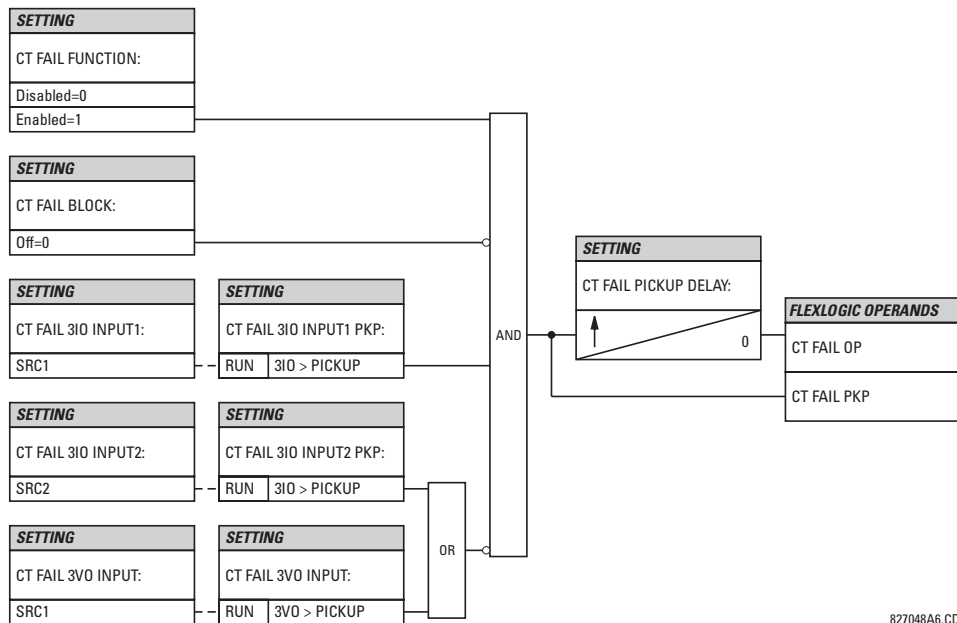 SETTING
CT FAIL FUNCTION:
Disabled=0
Enabled=1
SETTING
CT FAIL BLOCK:
Off=0
SETTING
CT FAIL 3IO INPUT1:
SRC1
SETTING
CT FAIL 3IO INPUT1 PKP:
RUN 3IO > PICKUP
SETTING
CT FAIL 3IO INPUT2:
SRC2
SETTING
CT FAIL 3IO INPUT2 PKP:
RUN 3IO > PICKUP
SETTING
CT FAIL 3VO INPUT:
SRC1
SETTING
CT FAIL 3VO INPUT:
RUN 3VO > PICKUP
OR
AND
SETTING
CT FAIL PICKUP DELAY:
0
FLEXLOGIC OPERANDS
CT FAIL OP
CT FAIL PKP